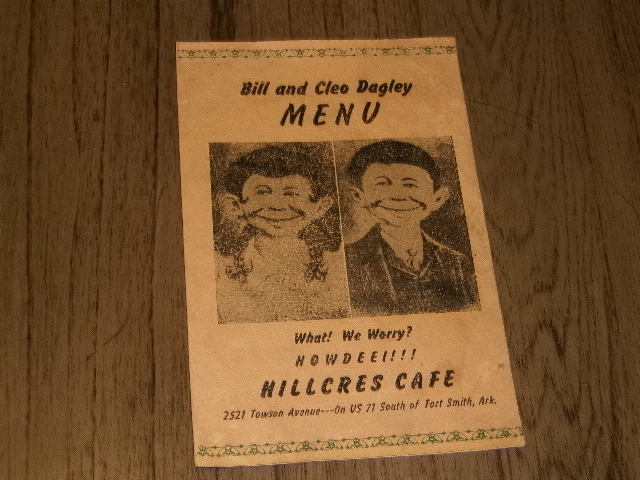 Bill and Cleo Dagley
MENU
What! We Worry?
HOWDEEI!!!
HILLCRES CAFE
2521 Towson Avenue---On US 71 South of Fort Smith, Ark.